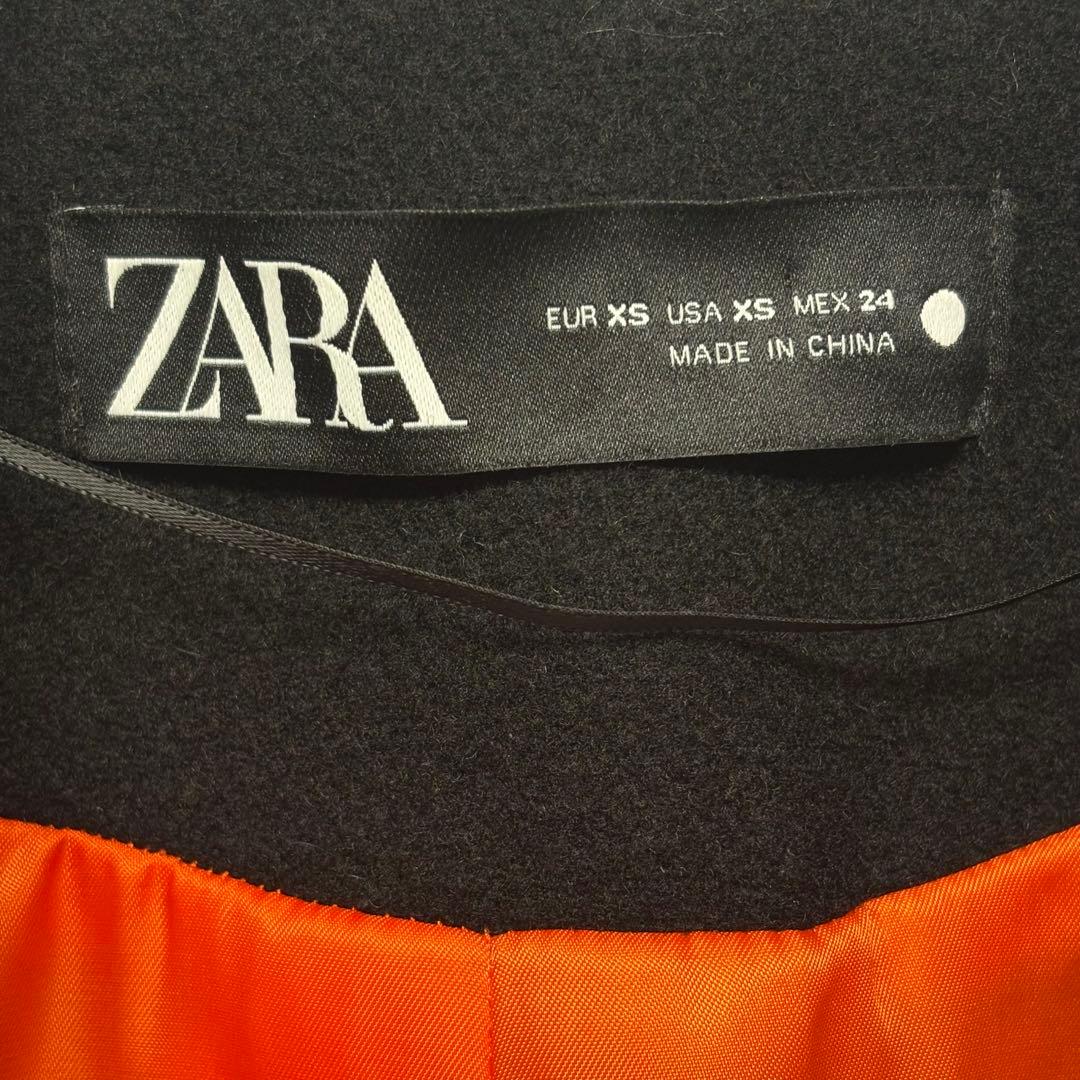 ZARA
EUR XS USA XS MEX 24
MADE IN CHINA